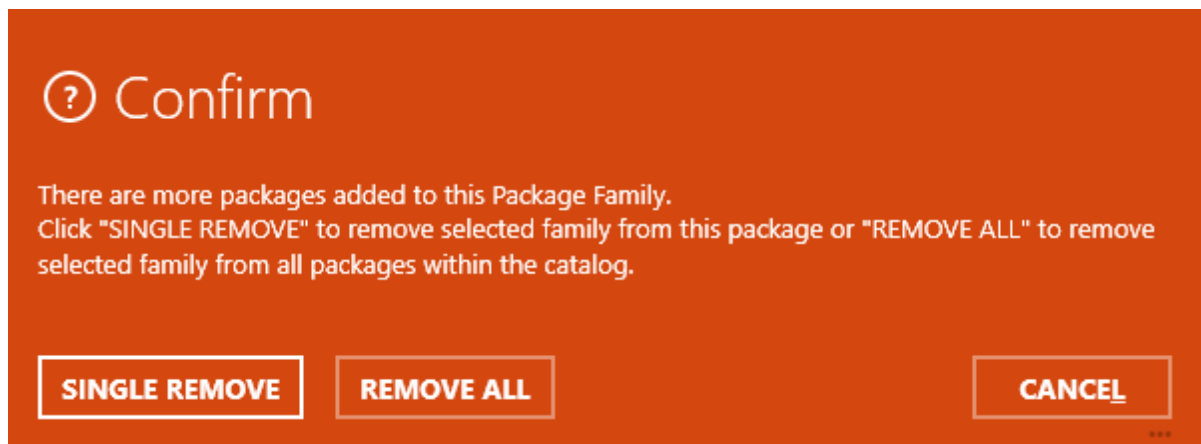 Confirm
There are more packages added to this Package Family.
Click "SINGLE REMOVE" to remove selected family from this package or "REMOVE ALL" to remove
selected family from all packages within the catalog.
SINGLE REMOVE REMOVE ALL CANCEL